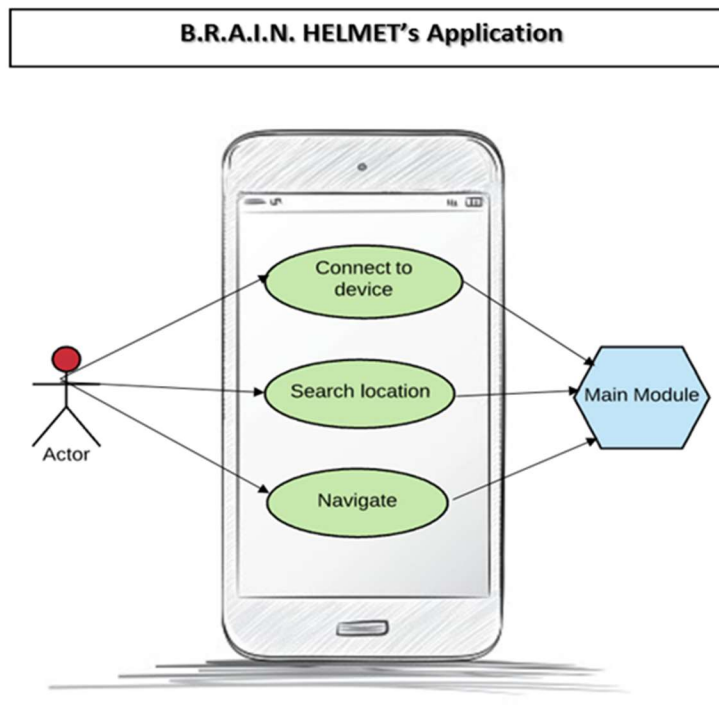 B.R.A.I.N. HELMET's Application
Connect to
device
Search location
Main Module
Actor
Navigate